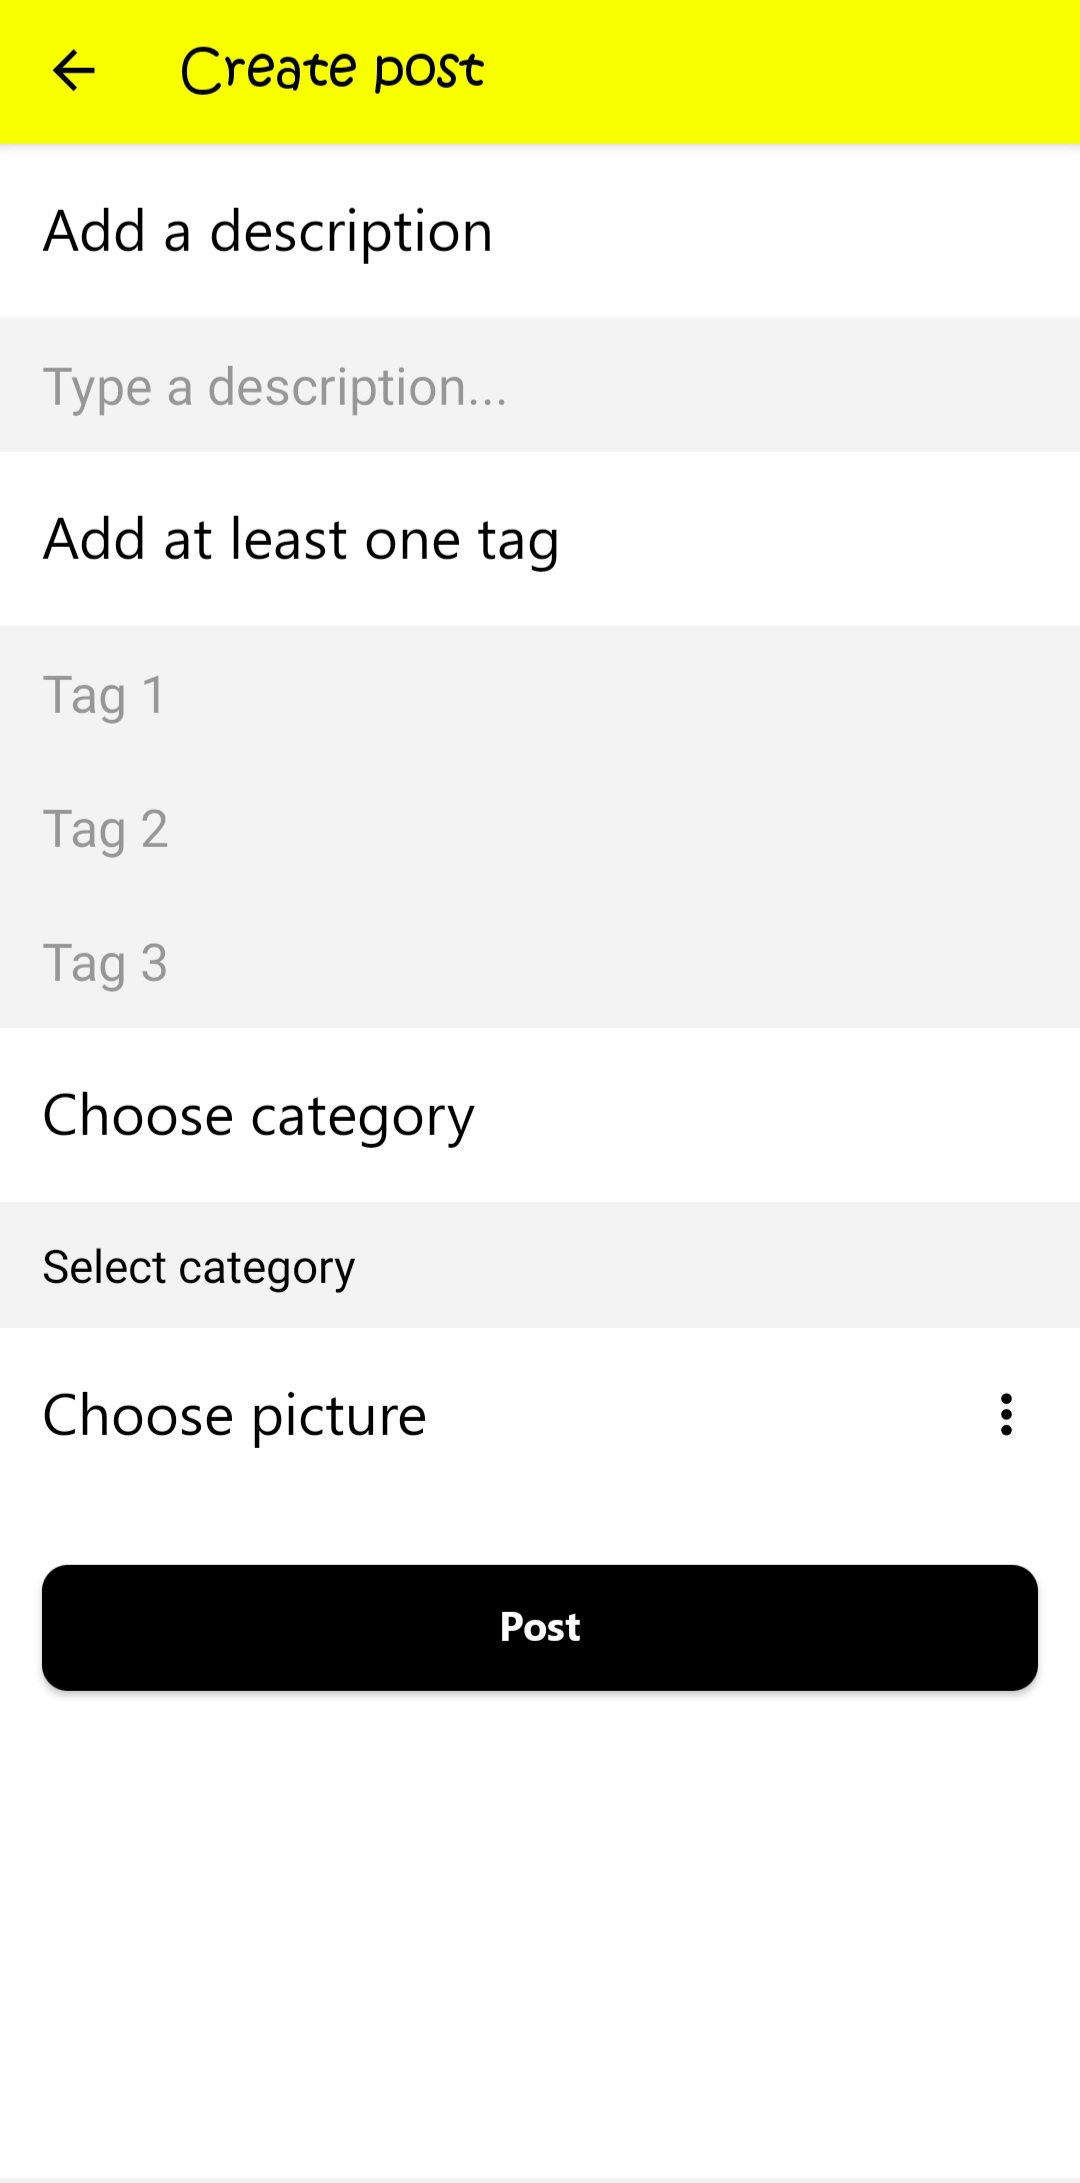 Create post
Add a description
Type a description...
Add at least one tag
Tag 1
Tag 2
Tag 3
Choose category
Select category
Choose picture
Post